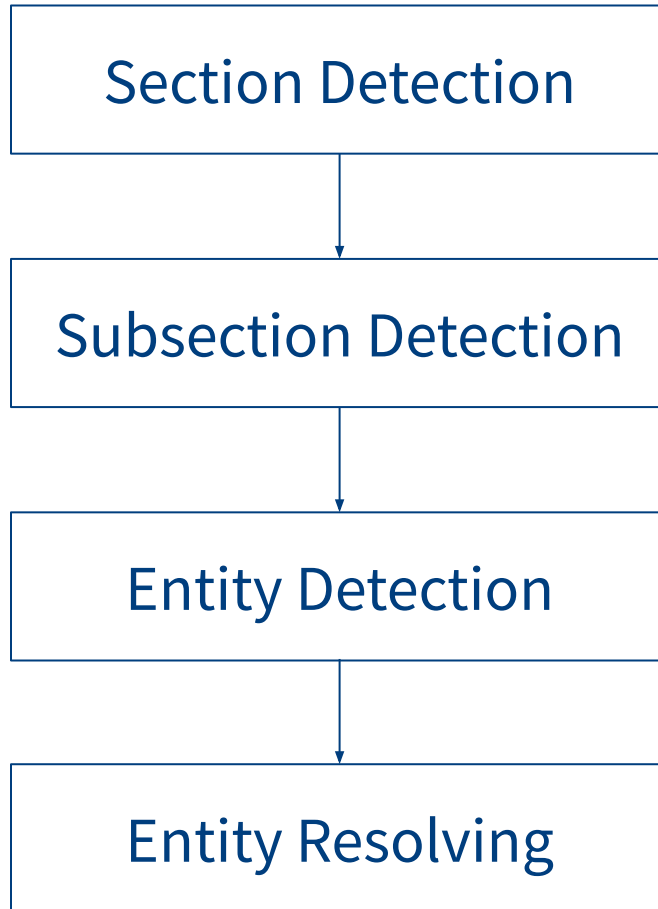 Section Detection
Subsection Detection
Entity Detection
Entity Resolving